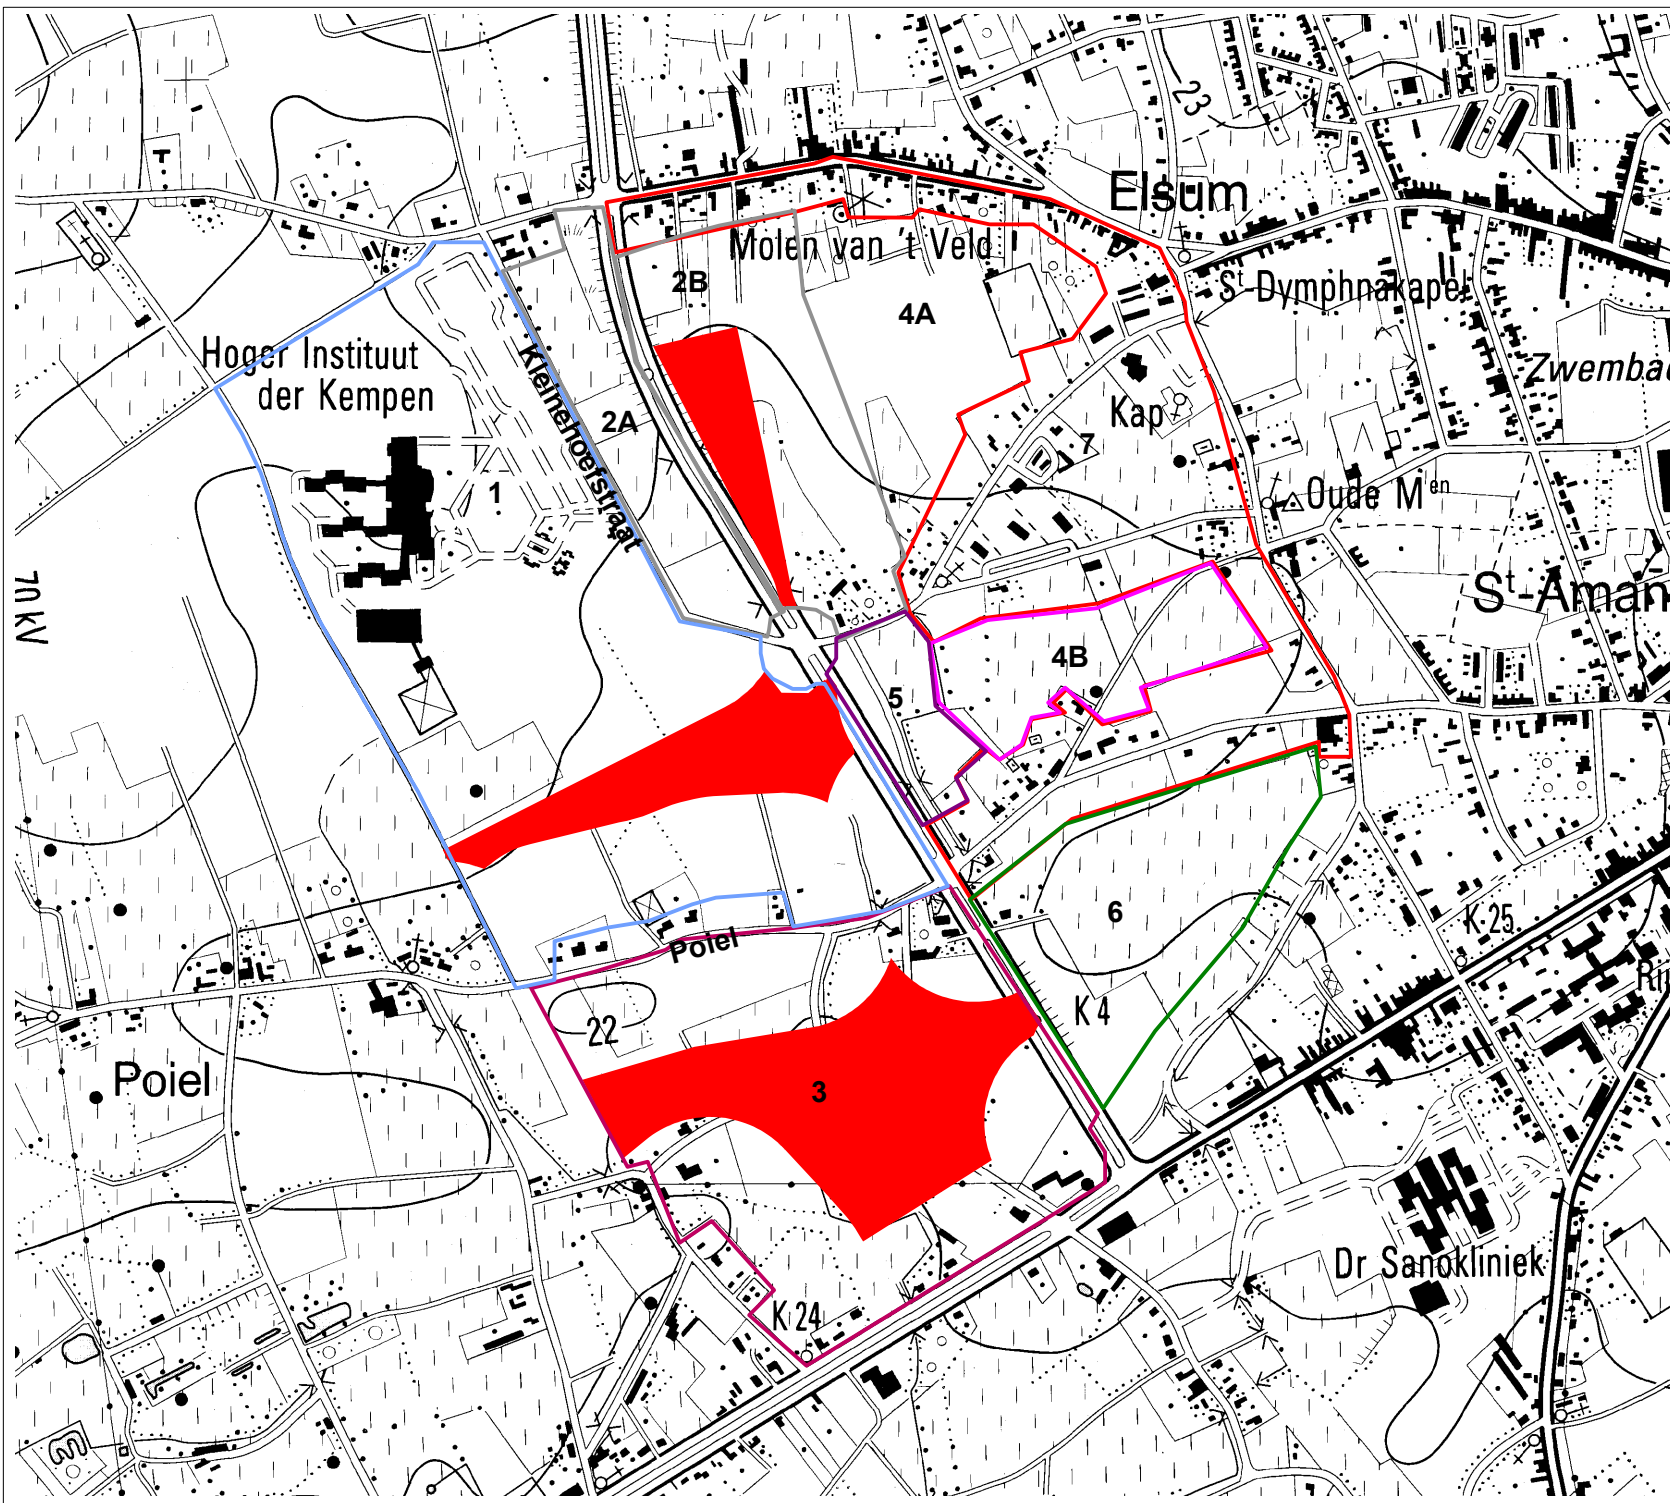 23
Elsum
1
Molen van 't Veld
2B
4A
St-Dymphnakapel
Hoger Instituut
der Kempen
Kleinehoefstraat
Zwembad
2A
Kap
7
1
Oude Men
70 kV
St-Aman
4B
5
6
K 25
Poiel
22
K 4
Rij
Poiel
3
Dr Sanokliniek
K 24